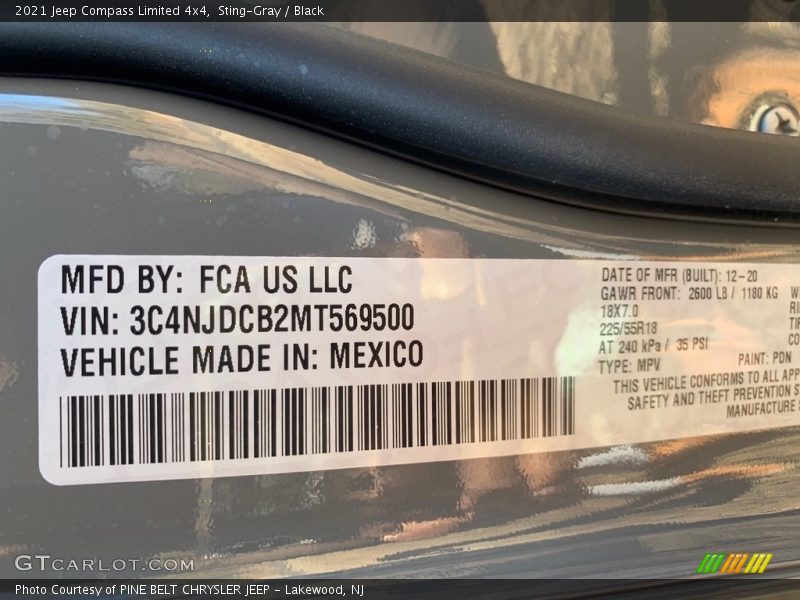 2021 Jeep Compass Limited 4x4, Sting-Gray / Black
MFD BY: FCA US LLC
VIN: 3C4NJDCB2MT569500
VEHICLE MADE IN: MEXICO
DATE OF MFR (BUILT): 12-20
GAWR FRONT: 2600 LB / 1180 KG
18X7.0
225/55R18
AT 240 kPa / 35 PSI
TYPE: MPV PAINT: PDN
THIS VEHICLE CONFORMS TO ALL APP
SAFETY AND THEFT PREVENTION S
MANUFACTURE
GTCARLOT.COM
Photo Courtesy of PINE BELT CHRYSLER JEEP - Lakewood, NJ